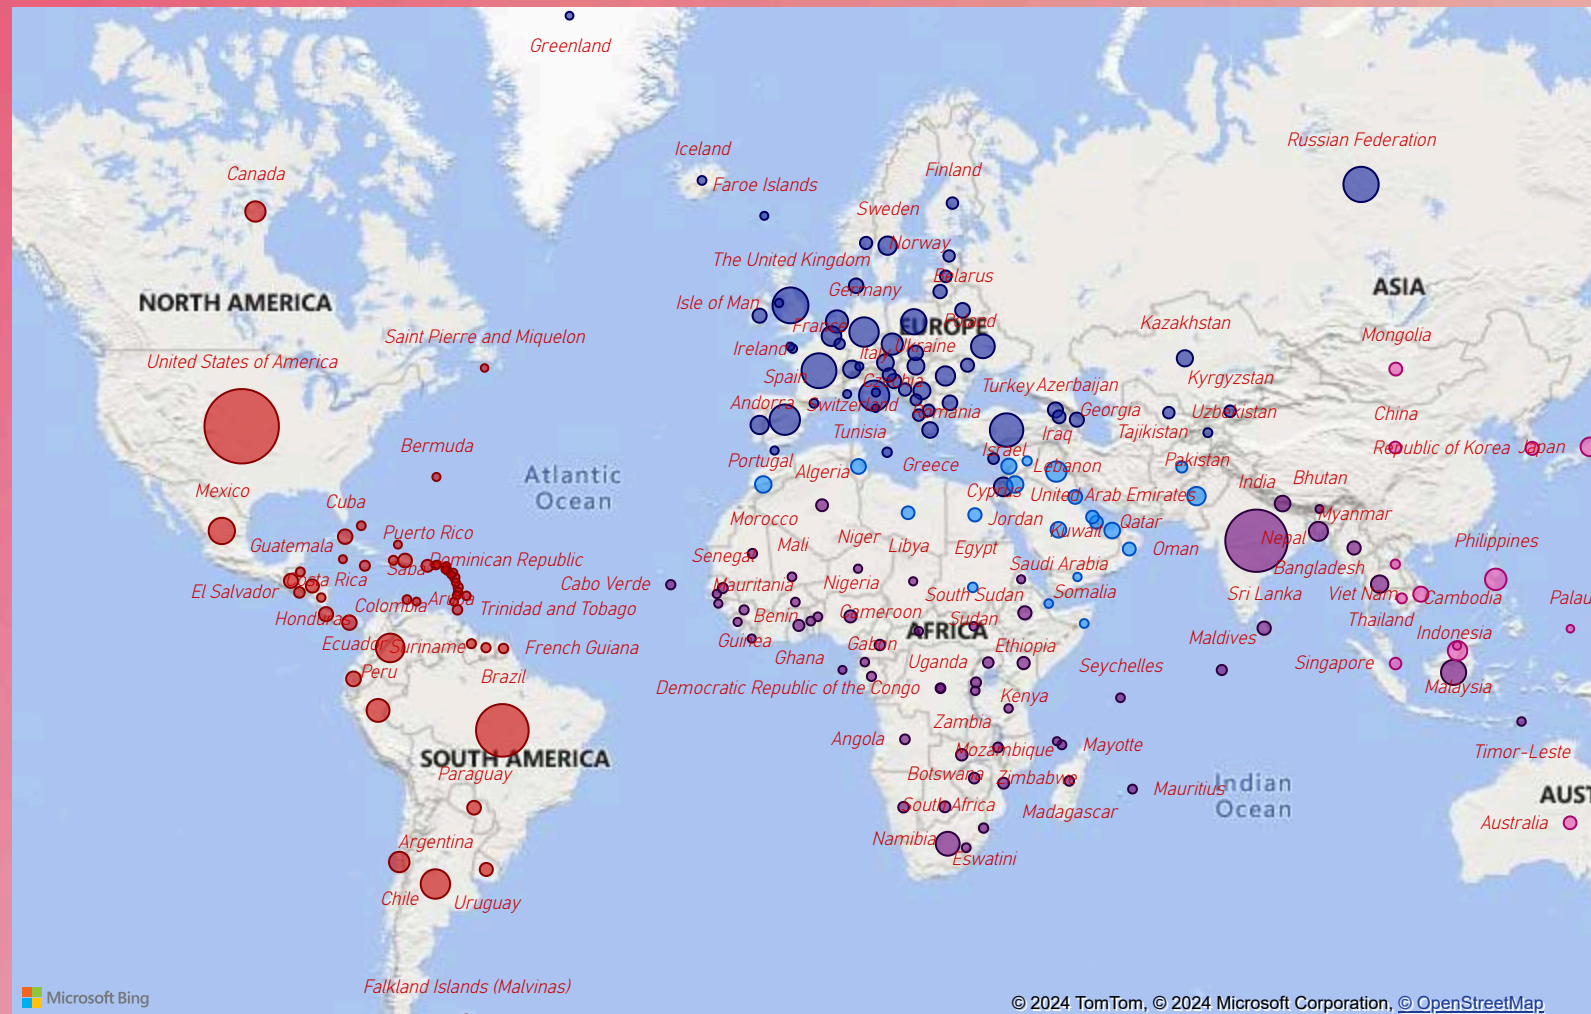 Greenland
Russian Federation
Iceland
Finland
Canada
Faroe Islands
Sweden
Norway
The United Kingdom
Belarus
Germany
ASIA
NORTH AMERICA
Isle of Man
Poland
Kazakhstan
France
EUROPE
Mongolia
Saint Pierre and Miquelon
Ireland
Italy
Ukraine
United States of America
Spain
Czechia
Turkey
Azerbaijan
Kyrgyzstan
Andorra
Switzerland
Romania
Georgia
Uzbekistan
China
Tunisia
Iraq
Tajikistan
Bermuda
Israel
Republic of Korea
Japan
Portugal
Algeria
Greece
Lebanon
Pakistan
Atlantic
Ocean
India
Bhutan
Mexico
Cyprus
United Arab Emirates
Cuba
Morocco
Jordan
Kuwait
Qatar
Myanmar
Puerto Rico
Niger
Nepal
Philippines
Guatemala
Mali
Libya
Egypt
Oman
Dominican Republic
Senegal
Saudi Arabia
Saba
Bangladesh
Costa Rica
Cabo Verde
Mauritania
Nigeria
El Salvador
Aruba
South Sudan
Somalia
Sri Lanka
Viet Nam
Cambodia
Palau
Colombia
Trinidad and Tobago
Benin
Cameroon
Sudan
Honduras
Thailand
AFRICA
Indonesia
Guinea
Maldives
Ecuador
Suriname
French Guiana
Gabon
Ethiopia
Ghana
Uganda
Seychelles
Singapore
Peru
Brazil
Democratic Republic of the Congo
Malaysia
Kenya
Zambia
Angola
Mozambique
Mayotte
Timor-Leste
SOUTH AMERICA
Paraguay
Botswana
Zimbabwe
Mauritius
Indian
Ocean
AUST
South Africa
Madagascar
Australia
Argentina
Namibia
Eswatini
Chile
Uruguay
Falkland Islands (Malvinas)
Microsoft Bing
© 2024 TomTom, © 2024 Microsoft Corporation, © OpenStreetMap